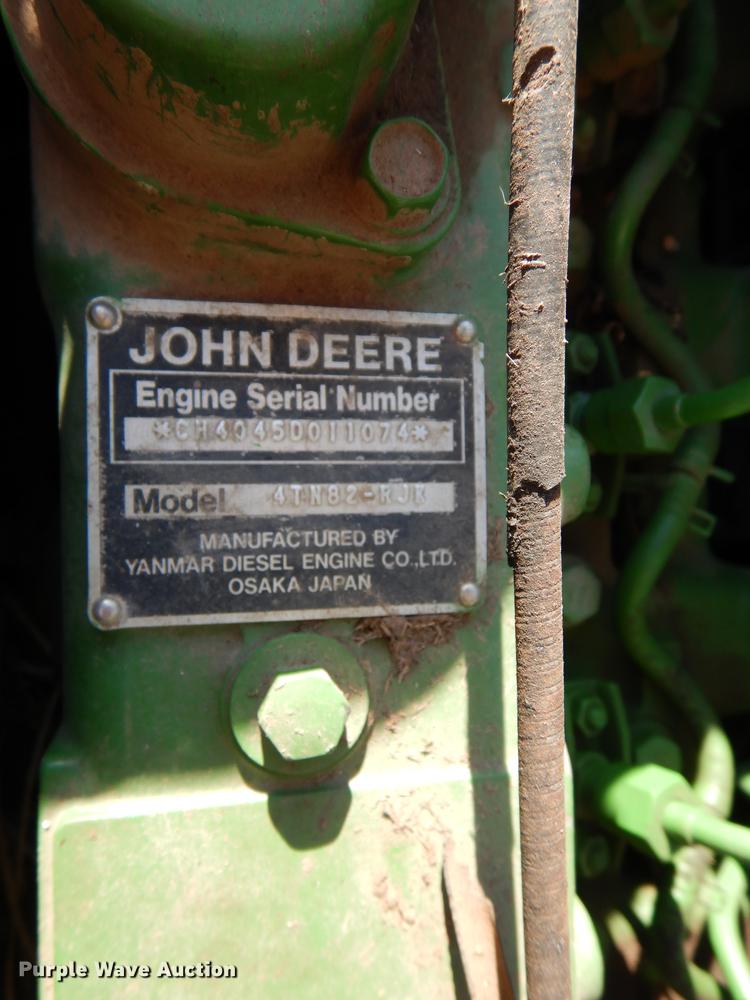 JOHN DEERE
Engine Serial Number
*CH4045D011074*
Model 4TN82-RJK
MANUFACTURED BY
YANMAR DIESEL ENGINE CO.,LTD.
OSAKA JAPAN
Purple Wave Auction